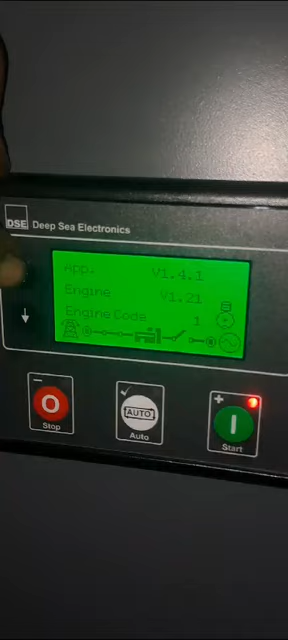 DSE Deep Sea Electronics
App. V1.4.1
Engine V1.21
Engine Code 1
Stop
AUTO
Auto
Start